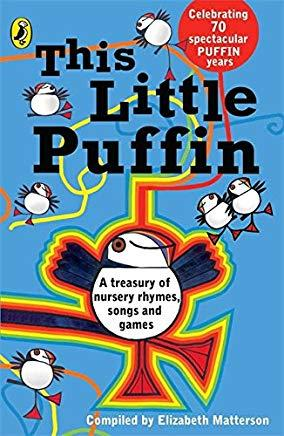 Celebrating
70
spectacular
PUFFIN
years
This
Little
Puffin
A treasury of
nursery rhymes,
songs and
games
Compiled by Elizabeth Matterson